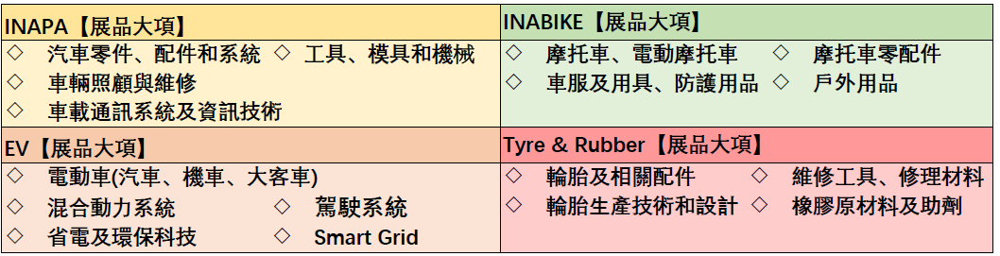 INAPA【展品大項】
◇ 汽車零件、配件和系統 ◇ 工具、模具和機械
◇ 車輛照顧與維修
◇ 車載通訊系統及資訊技術
INABIKE【展品大項】
◇ 摩托車、電動摩托車 ◇ 摩托車零配件
◇ 車服及用具、防護用品 ◇ 戶外用品
EV【展品大項】
◇ 電動車(汽車、機車、大客車)
◇ 混合動力系統 ◇ 駕駛系統
◇ 省電及環保科技 ◇ Smart Grid
Tyre & Rubber【展品大項】
◇ 輪胎及相關配件 ◇ 維修工具、修理材料
◇ 輪胎生產技術和設計 ◇ 橡膠原材料及助劑